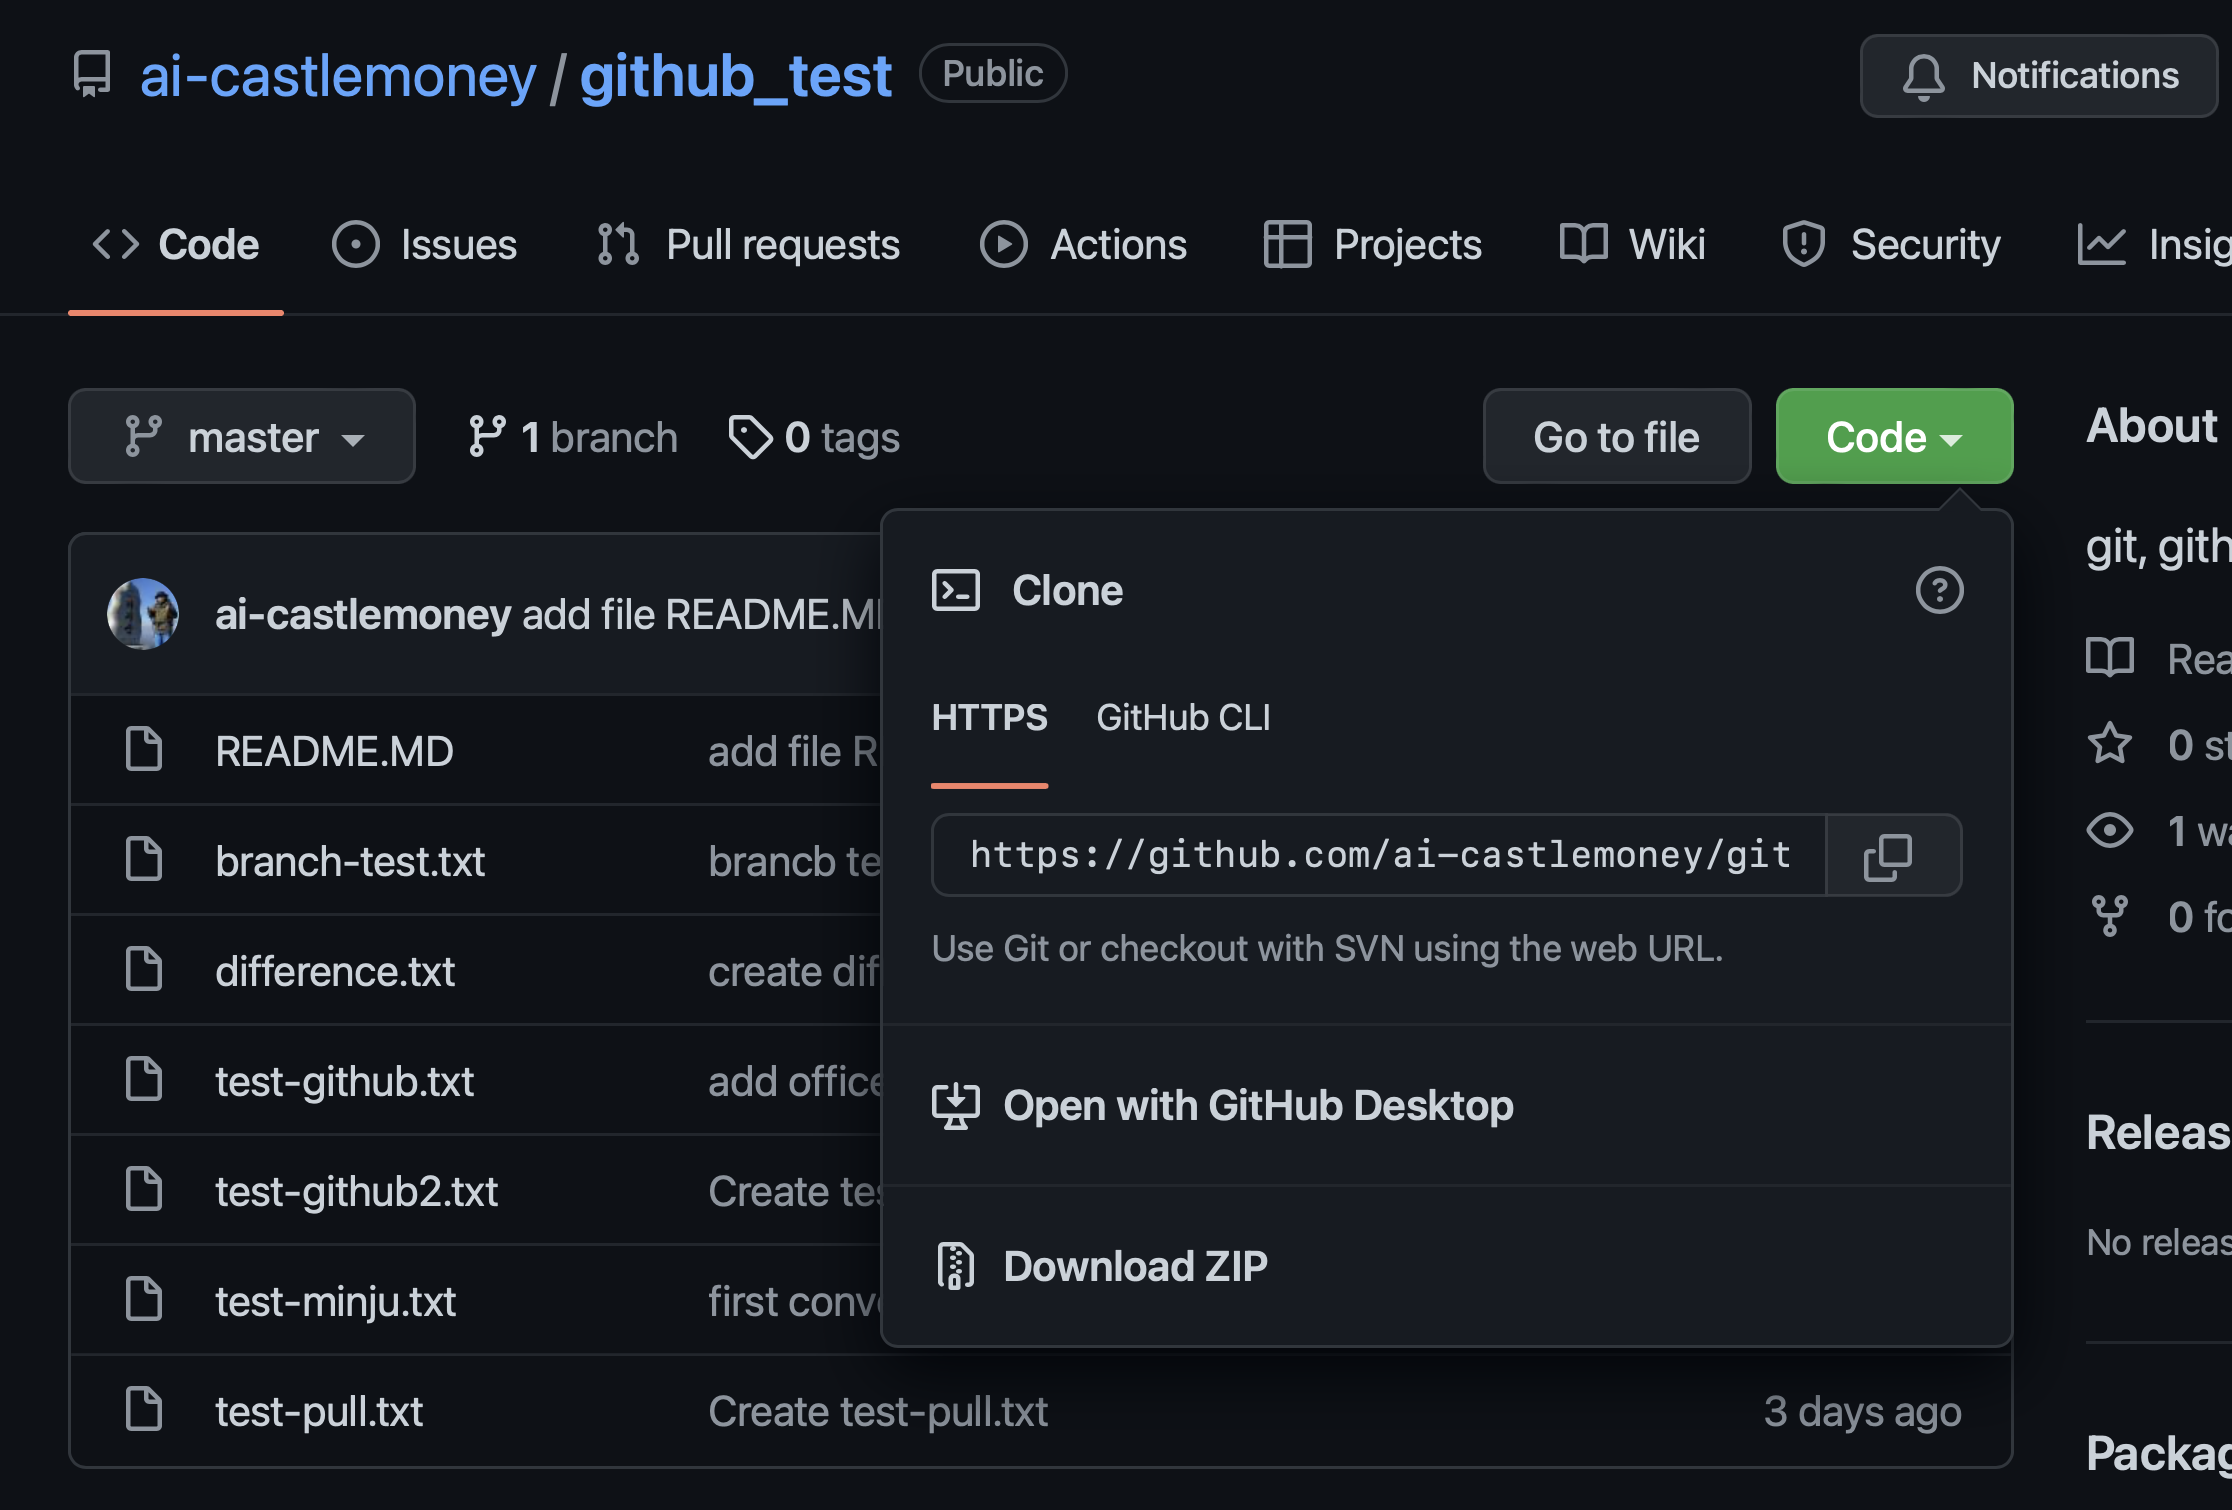 ai-castlemoney / github_test Public
Notifications
Code Issues Pull requests Actions Projects Wiki Security Insig
master 1 branch 0 tags Go to file Code
About
git, gith
ai-castlemoney add file README.M
Clone
HTTPS GitHub CLI
https://github.com/ai-castlemoney/git
Use Git or checkout with SVN using the web URL.
Open with GitHub Desktop
Download ZIP
README.MD add file R
branch-test.txt brancb te
difference.txt create dif
test-github.txt add office
test-github2.txt Create tes
test-minju.txt first conv
test-pull.txt Create test-pull.txt 3 days ago
Rea
0 st
1 wa
0 fo
Releas
No releas
Packag